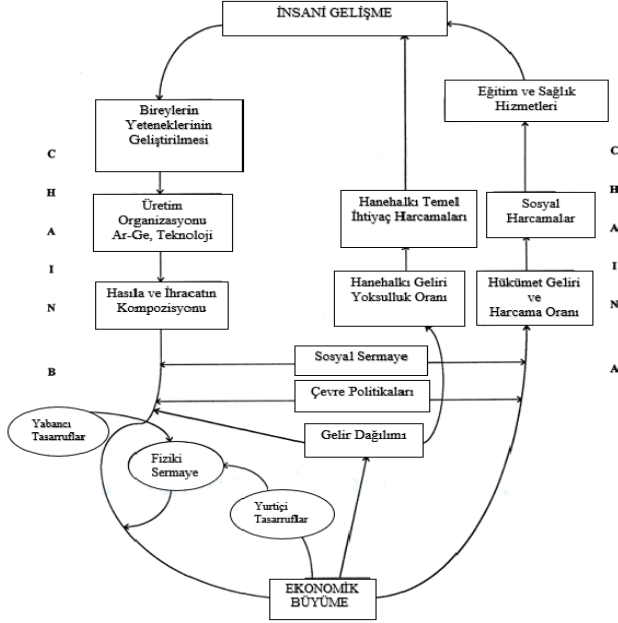 İNSANİ GELİŞME
Bireylerin
Yeteneklerinin
Geliştirilmesi
Eğitim ve Sağlık
Hizmetleri
C
H
A
I
N
B
C
H
A
I
N
A
Üretim
Organizasyonu
Ar-Ge, Teknoloji
Hanehalkı Temel
İhtiyaç Harcamaları
Sosyal
Harcamalar
Hasıla ve İhracatın
Kompozisyonu
Hanehalkı Geliri
Yoksulluk Oranı
Hükümet Geliri
ve
Harcama Oranı
Sosyal Sermaye
Çevre Politikaları
Gelir Dağılımı
Yabancı
Tasarruflar
Fiziki
Sermaye
Yurtiçi
Tasarruflar
EKONOMİK
BÜYÜME